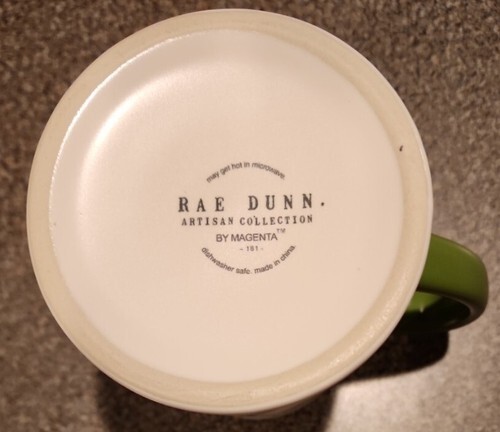 may get hot in microwave.
RAE DUNN.
ARTISAN COLLECTION
BY MAGENTA™
- 181 -
dishwasher safe. made in china.